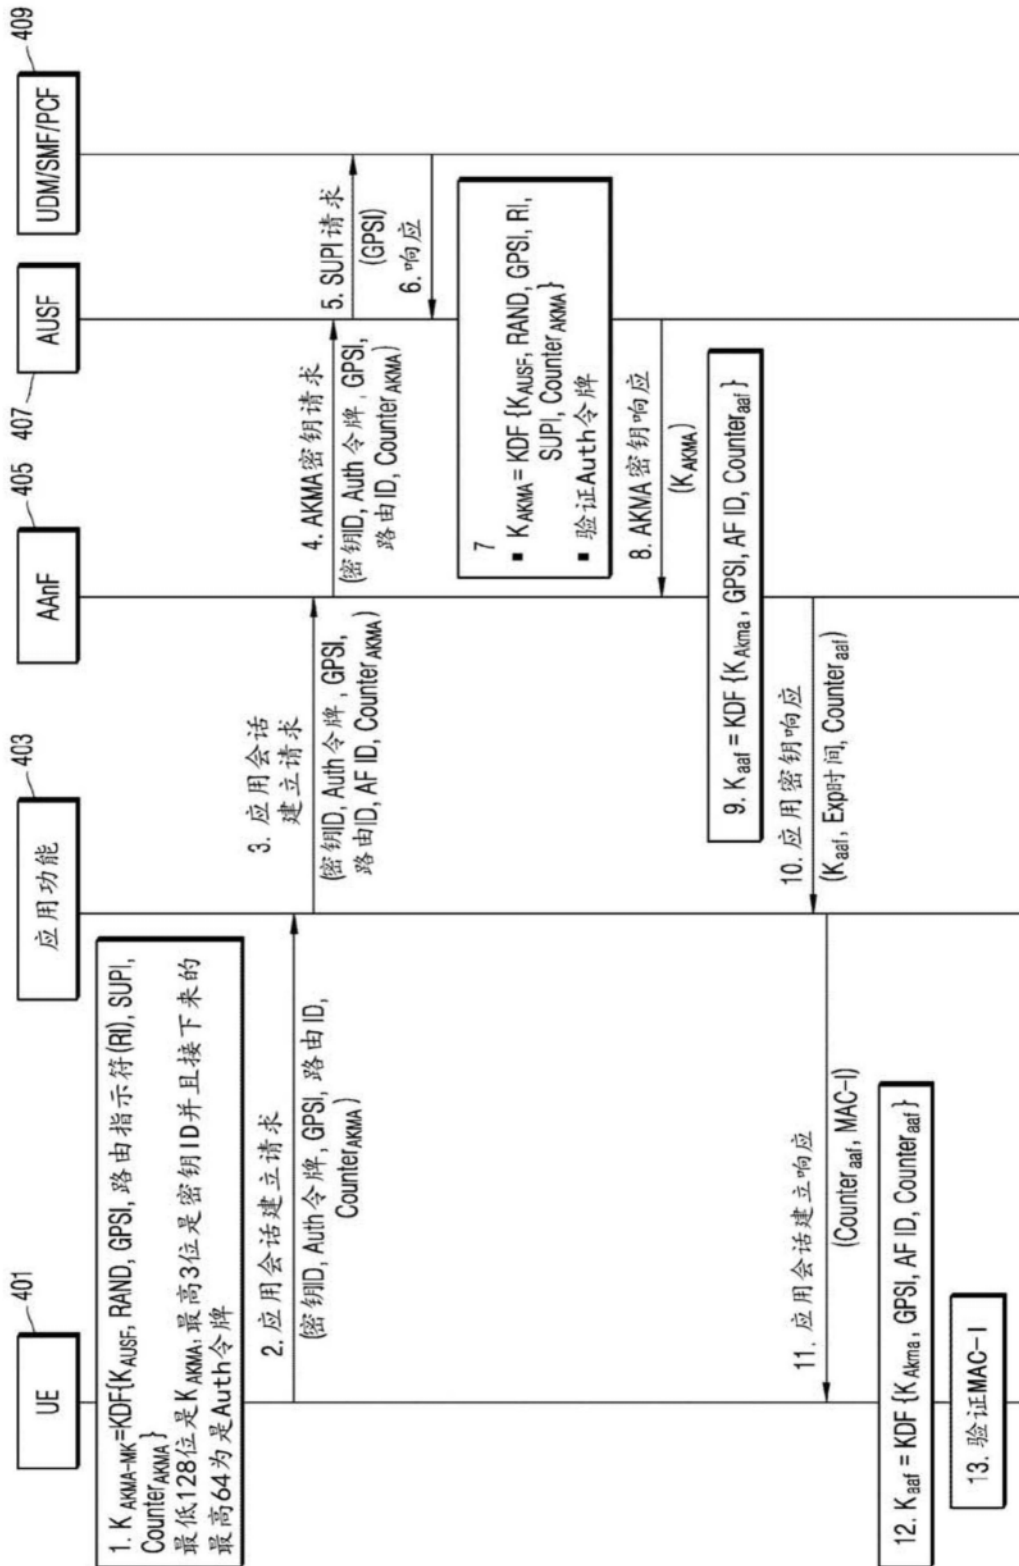 UE
401
应用功能
403
AAnF
405
AUSF
407
UDM/SMF/PCF
409
1. K AKMA-MK=KDF{KAUSF, RAND, GPSI, 路由指示符(RI), SUPI,
CounterAKMA}
最低128位是KAKMA, 最高3位是密钥ID并且接下来的
最高64为是Auth令牌
2. 应用会话建立请求
(密钥ID, Auth令牌, GPSI, 路由ID,
CounterAKMA)
3. 应用会话
建立请求
(密钥ID, Auth令牌, GPSI,
路由ID, AF ID, CounterAKMA)
4. AKMA密钥请求
(密钥ID, Auth令牌, GPSI,
路由ID, CounterAKMA)
5. SUPI请求
(GPSI)
6. 响应
7
▪ KAKMA = KDF {KAUSF, RAND, GPSI, RI,
SUPI, CounterAKMA}
▪ 验证Auth令牌
8. AKMA密钥响应
(KAKMA)
9. Kaaf = KDF {KAkma, GPSI, AF ID, Counteraaf}
10. 应用密钥响应
(Kaaf, Exp时间, Counter aaf)
11. 应用会话建立响应
(Counter aaf, MAC-I)
12. Kaaf = KDF {KAkma, GPSI, AF ID, Counteraaf}
13. 验证MAC-I